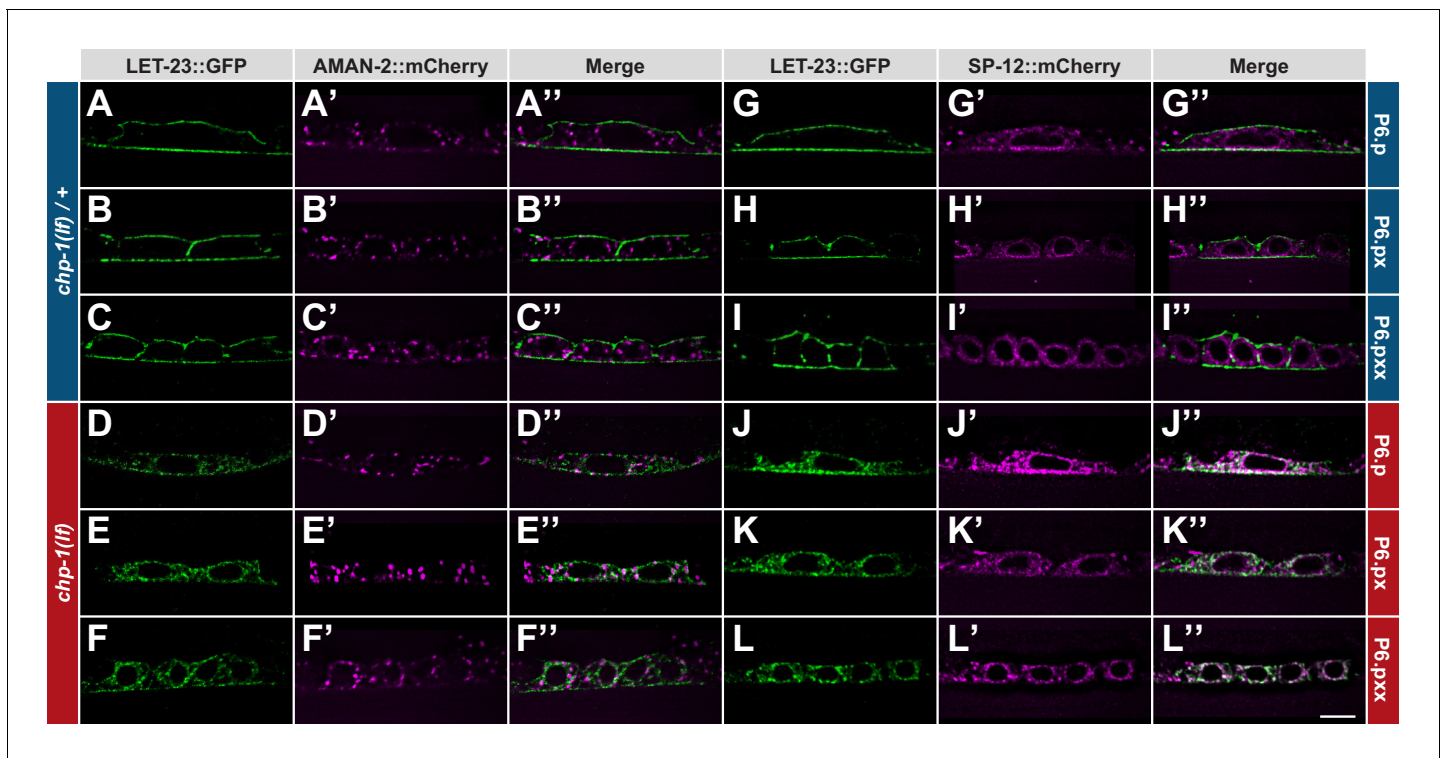 LET-23::GFP AMAN-2::mCherry Merge LET-23::GFP SP-12::mCherry Merge
chp-1(lf) / +
A A’ A’’ G G’ G’’ P6.p
B B’ B’’ H H’ H’’ P6.px
C C’ C’’ I I’ I’’ P6.pxx
chp-1(lf)
D D’ D’’ J J’ J’’ P6.p
E E’ E’’ K K’ K’’ P6.px
F F’ F’’ L L’ L’’ P6.pxx